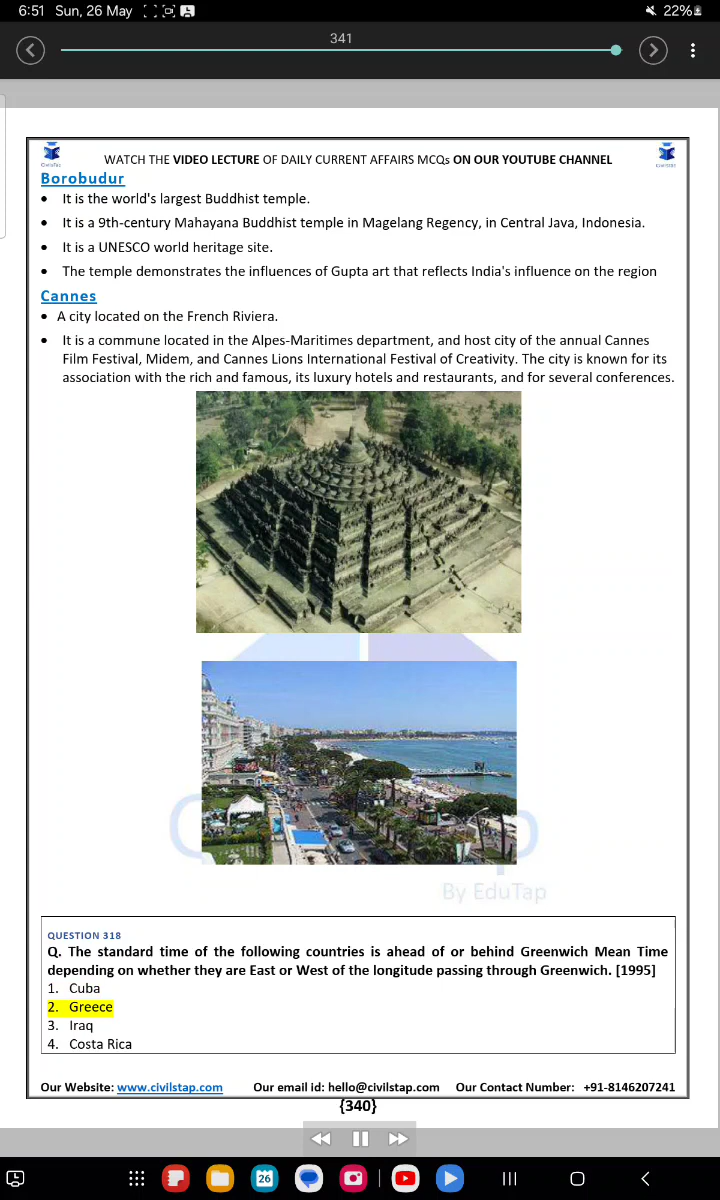 6:51 Sun, 26 May
22%
341
WATCH THE VIDEO LECTURE OF DAILY CURRENT AFFAIRS MCQs ON OUR YOUTUBE CHANNEL
Borobudur
• It is the world's largest Buddhist temple.
• It is a 9th-century Mahayana Buddhist temple in Magelang Regency, in Central Java, Indonesia.
• It is a UNESCO world heritage site.
• The temple demonstrates the influences of Gupta art that reflects India's influence on the region
Cannes
• A city located on the French Riviera.
• It is a commune located in the Alpes-Maritimes department, and host city of the annual Cannes
Film Festival, Midem, and Cannes Lions International Festival of Creativity. The city is known for its
association with the rich and famous, its luxury hotels and restaurants, and for several conferences.
By EduTap
QUESTION 318
Q. The standard time of the following countries is ahead of or behind Greenwich Mean Time
depending on whether they are East or West of the longitude passing through Greenwich. [1995]
1. Cuba
2. Greece
3. Iraq
4. Costa Rica
Our Website: www.civilstap.com Our email id: hello@civilstap.com Our Contact Number: +91-8146207241
{340}
26